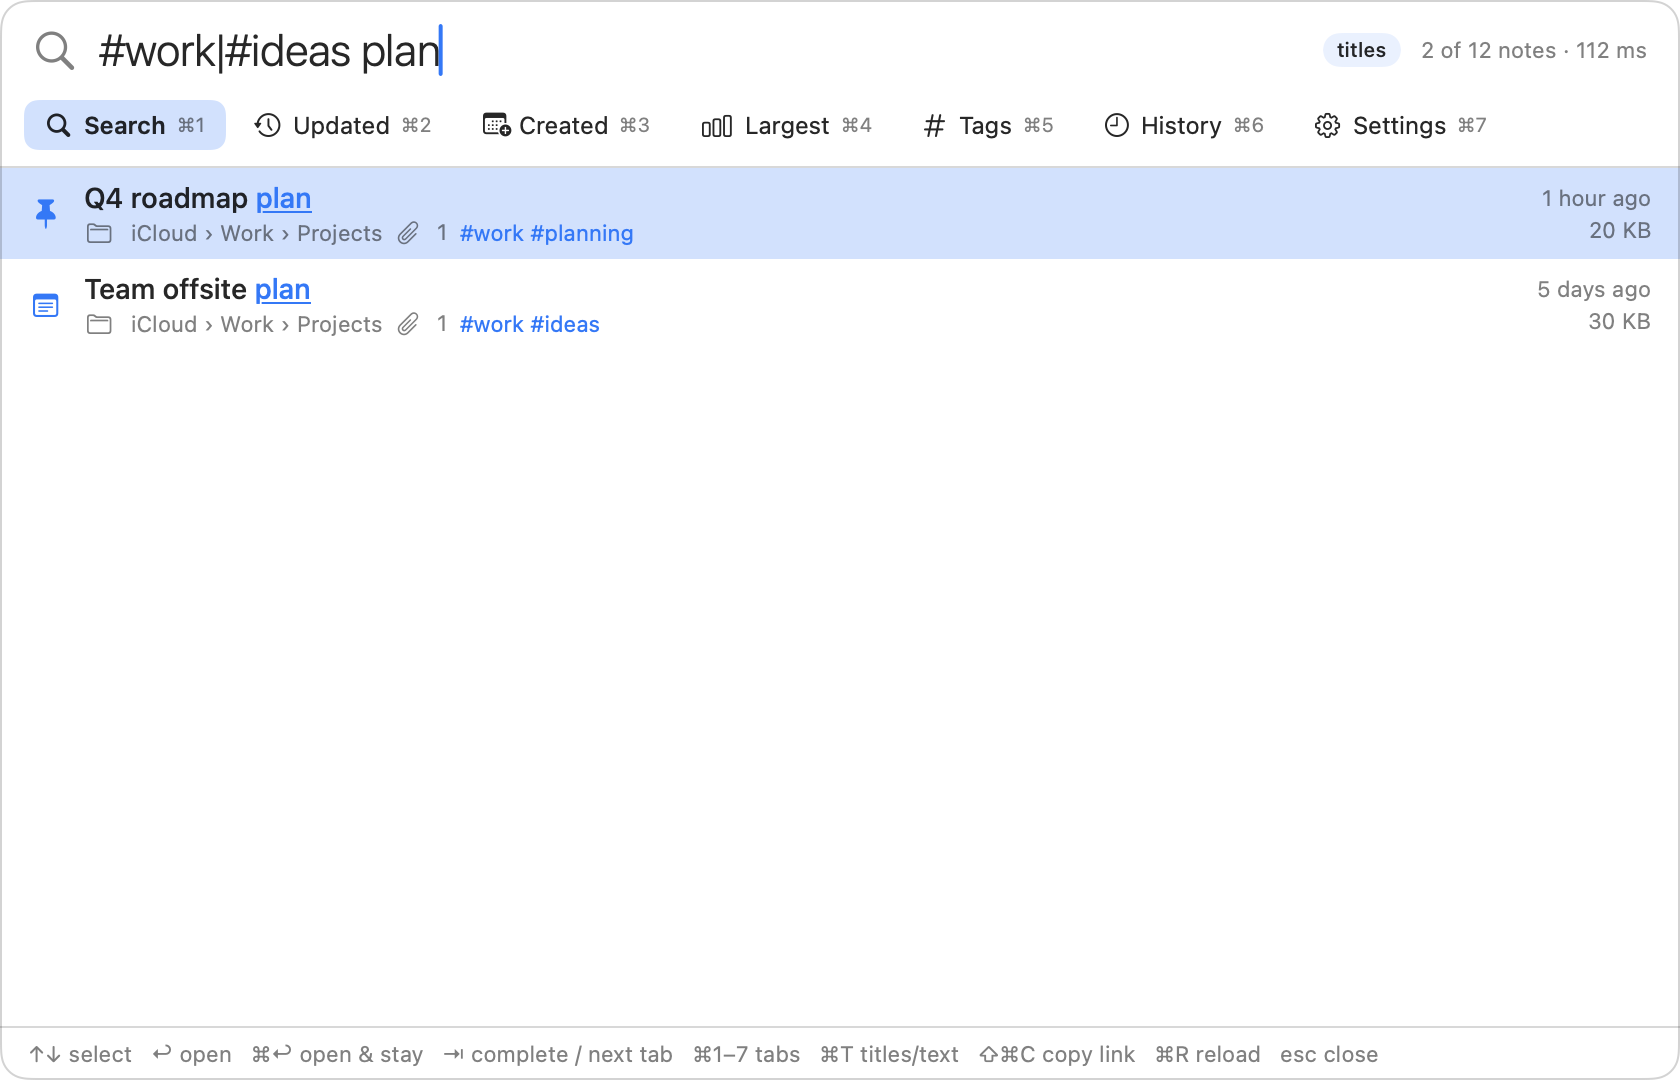 #work|#ideas plan
titles 2 of 12 notes · 112 ms
Search ⌘1 Updated ⌘2 Created ⌘3 Largest ⌘4 # Tags ⌘5 History ⌘6 Settings ⌘7
Q4 roadmap plan 1 hour ago
iCloud › Work › Projects 1 #work #planning 20 KB
Team offsite plan 5 days ago
iCloud › Work › Projects 1 #work #ideas 30 KB
↑↓ select ↩ open ⌘↩ open & stay ⇥ complete / next tab ⌘1–7 tabs ⌘T titles/text ⇧⌘C copy link ⌘R reload esc close